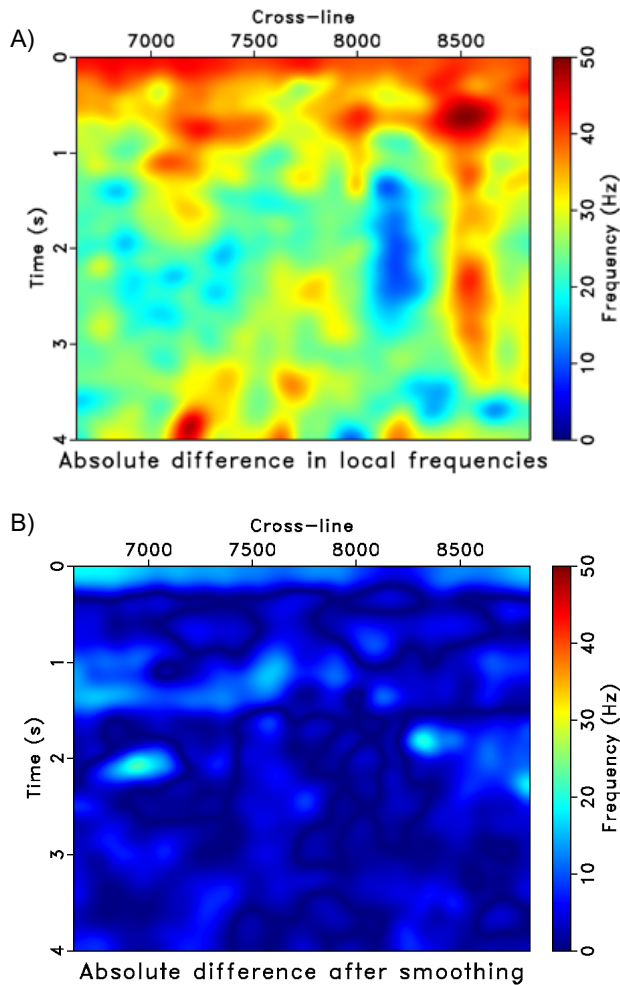 A)
Cross-line
7000 7500 8000 8500
0
1
2
3
4
Time (s)
50
40
30
20
10
0
Frequency (Hz)
Absolute difference in local frequencies
B)
Cross-line
7000 7500 8000 8500
0
1
2
3
4
Time (s)
50
40
30
20
10
0
Frequency (Hz)
Absolute difference after smoothing